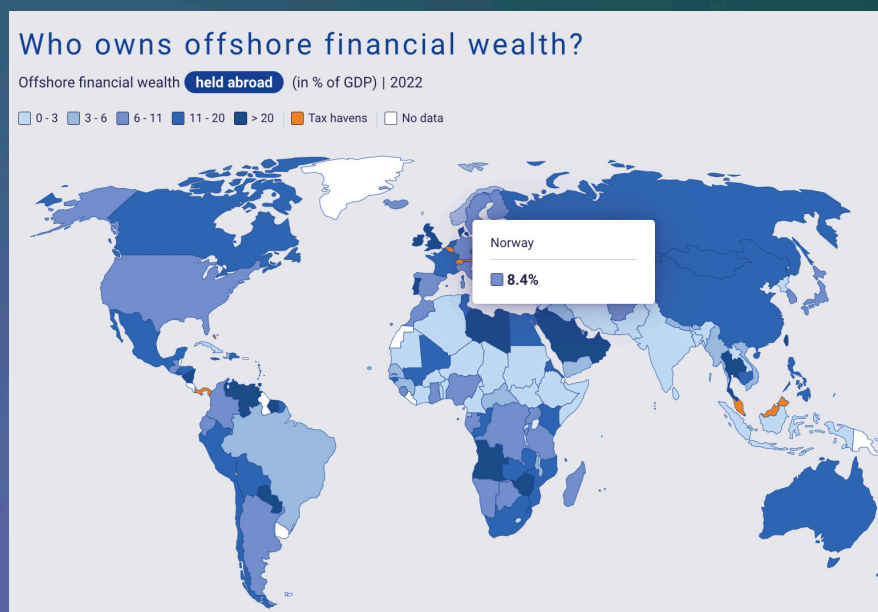 Who owns offshore financial wealth?
Offshore financial wealth held abroad (in % of GDP) | 2022
0 - 3 3 - 6 6 - 11 11 - 20 > 20 Tax havens No data
Norway
8.4%